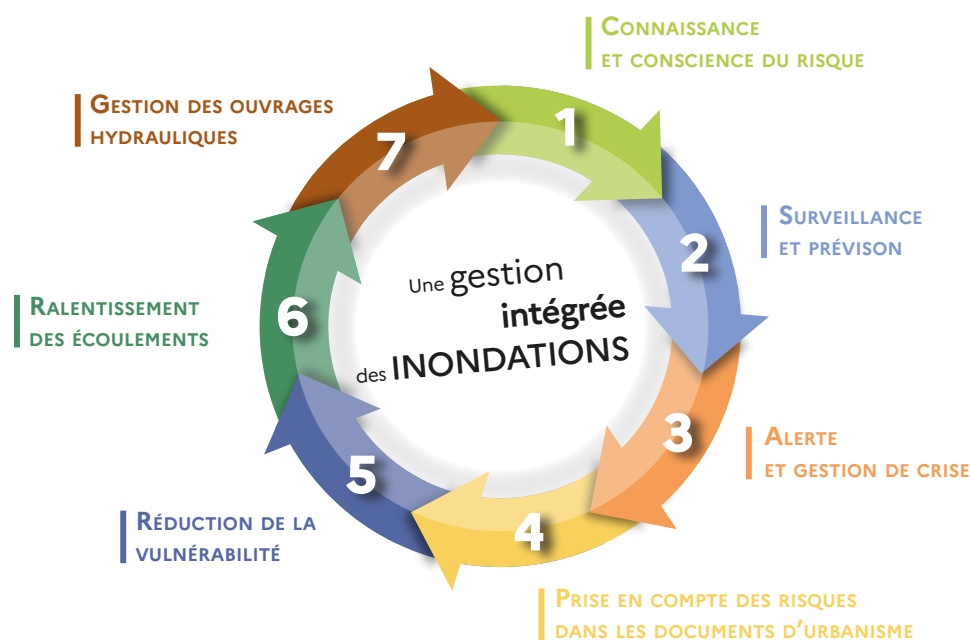 CONNAISSANCE
ET CONSCIENCE DU RISQUE
1
SURVEILLANCE
ET PRÉVISON
2
ALERTE
ET GESTION DE CRISE
3
PRISE EN COMPTE DES RISQUES
DANS LES DOCUMENTS D'URBANISME
4
RÉDUCTION DE LA
VULNÉRABILITÉ
5
RALENTISSEMENT
DES ÉCOULEMENTS
6
GESTION DES OUVRAGES
HYDRAULIQUES
7
Une gestion
intégrée
des INONDATIONS